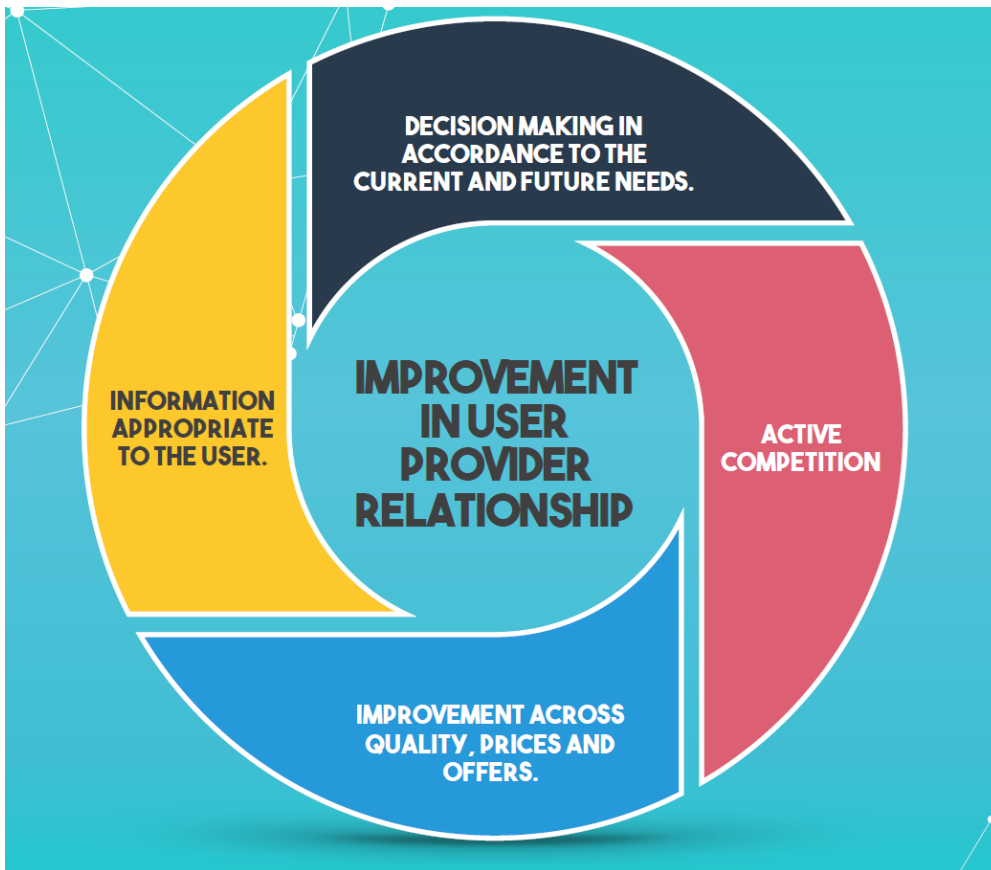 DECISION MAKING IN
ACCORDANCE TO THE
CURRENT AND FUTURE NEEDS.
INFORMATION
APPROPRIATE
TO THE USER.
IMPROVEMENT
IN USER
PROVIDER
RELATIONSHIP
ACTIVE
COMPETITION
IMPROVEMENT ACROSS
QUALITY, PRICES AND
OFFERS.